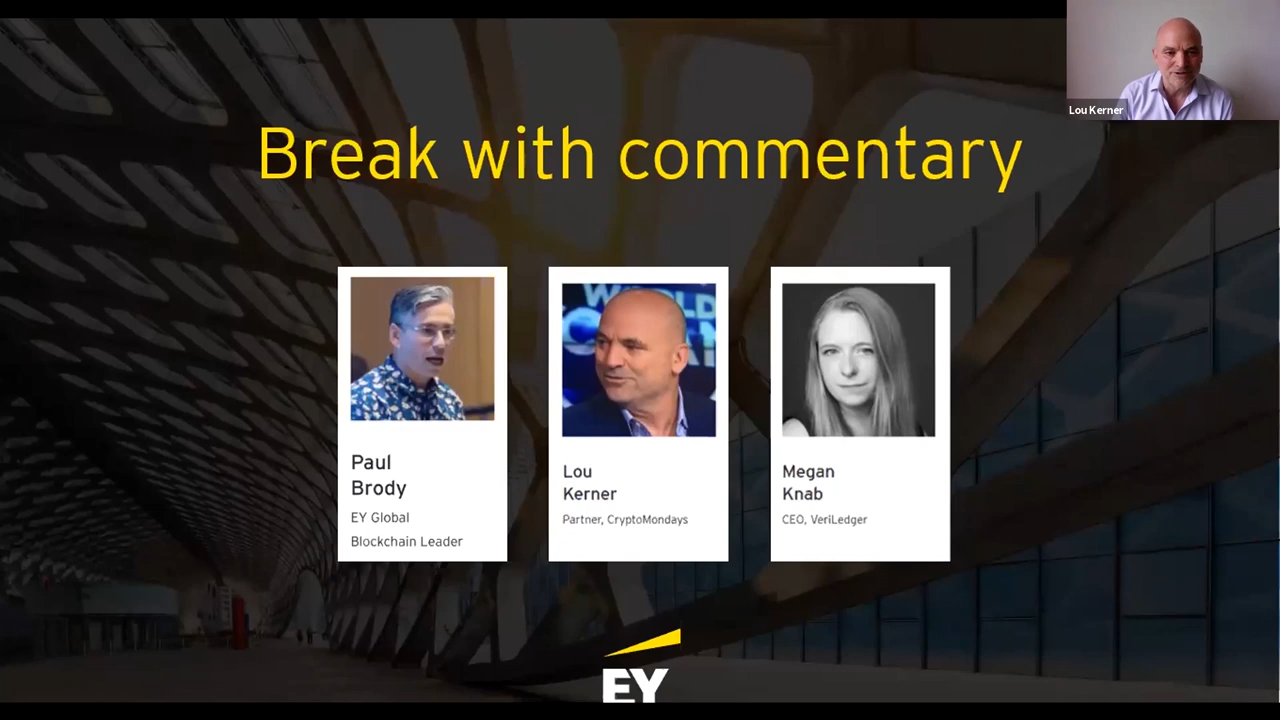 Lou Kerner
Break with commentary
Paul
Brody
EY Global
Blockchain Leader
Lou
Kerner
Partner, CryptoMondays
Megan
Knab
CEO, VeriLedger
EY